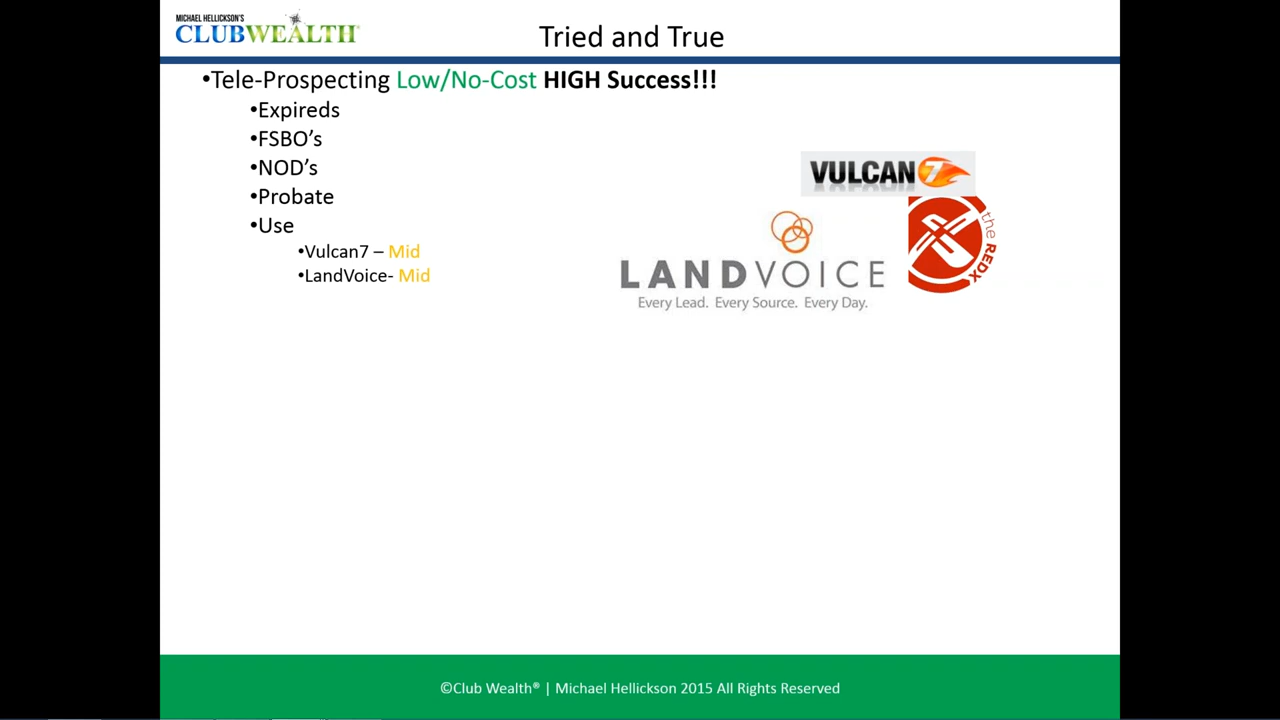 MICHAEL HELLICKSON'S
CLUBWEALTH®
Tried and True
•Tele-Prospecting Low/No-Cost HIGH Success!!!
•Expireds
•FSBO’s
•NOD’s
•Probate
•Use
•Vulcan7 – Mid
•LandVoice- Mid
VULCAN7
LANDVOICE
Every Lead. Every Source. Every Day.
the REDX
©Club Wealth® | Michael Hellickson 2015 All Rights Reserved